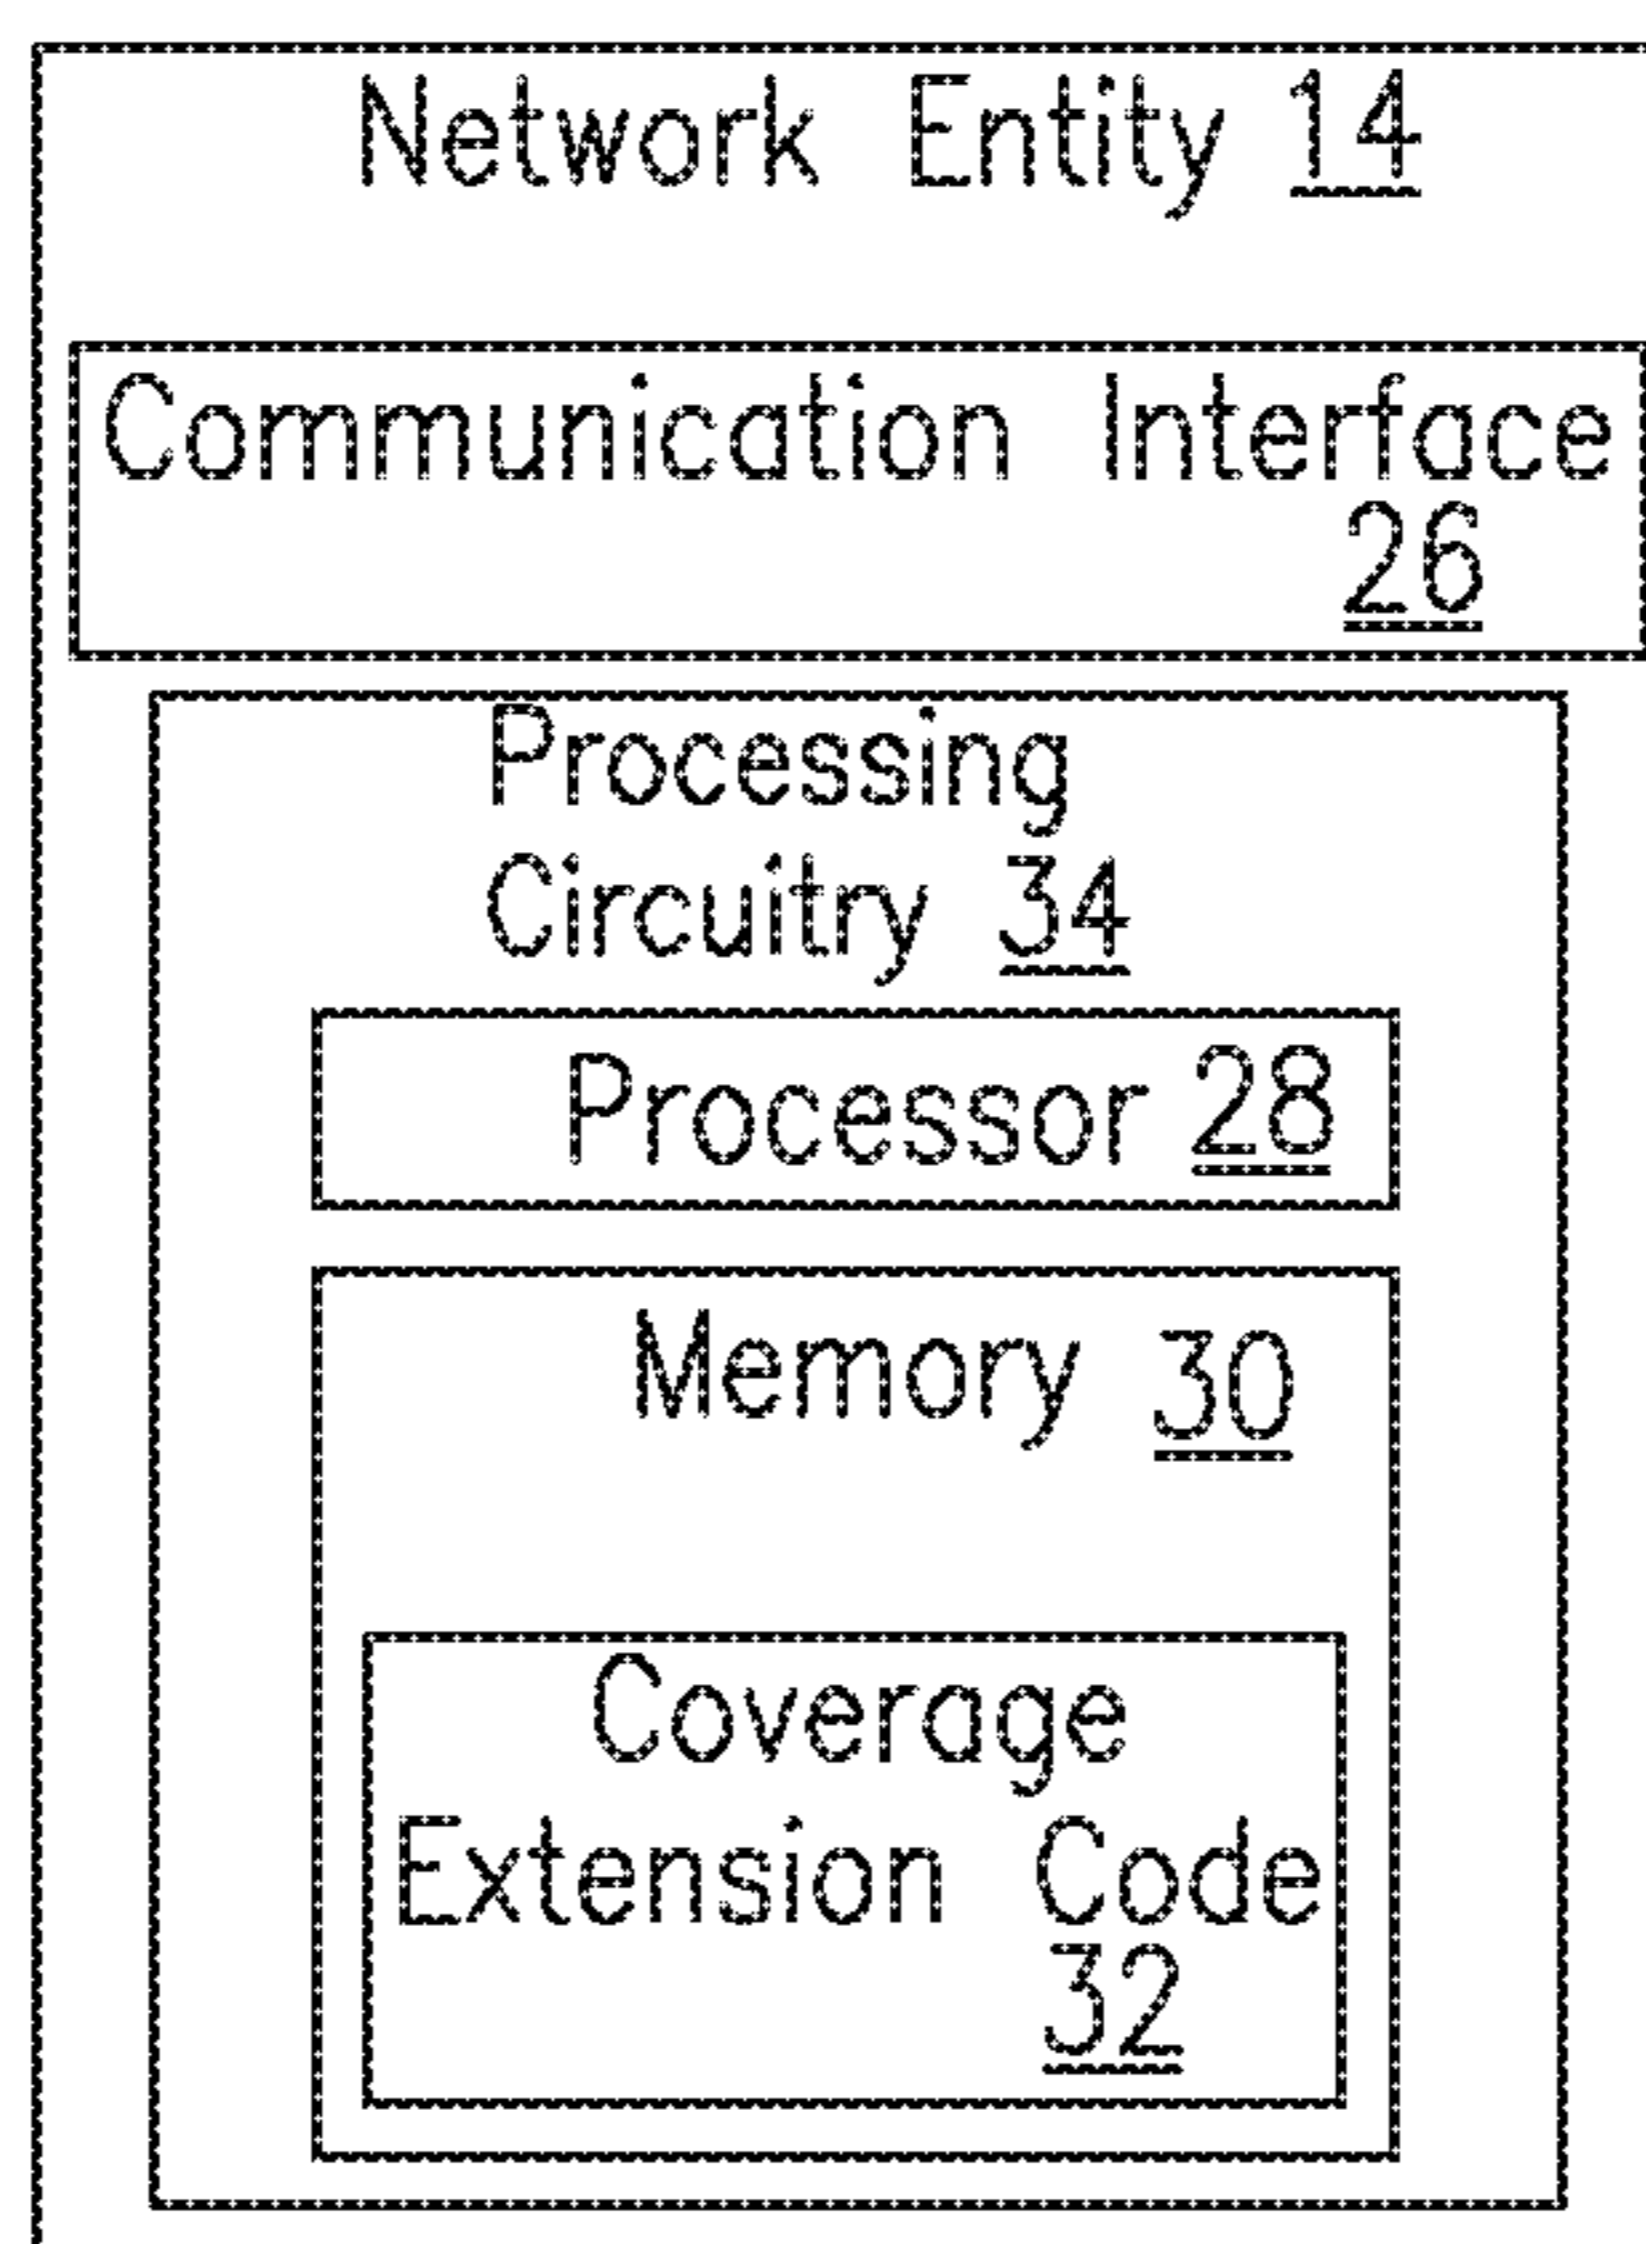 Network Entity 14
Communication Interface
26
Processing
Circuitry 34
Processor 28
Memory 30
Coverage
Extension Code
32